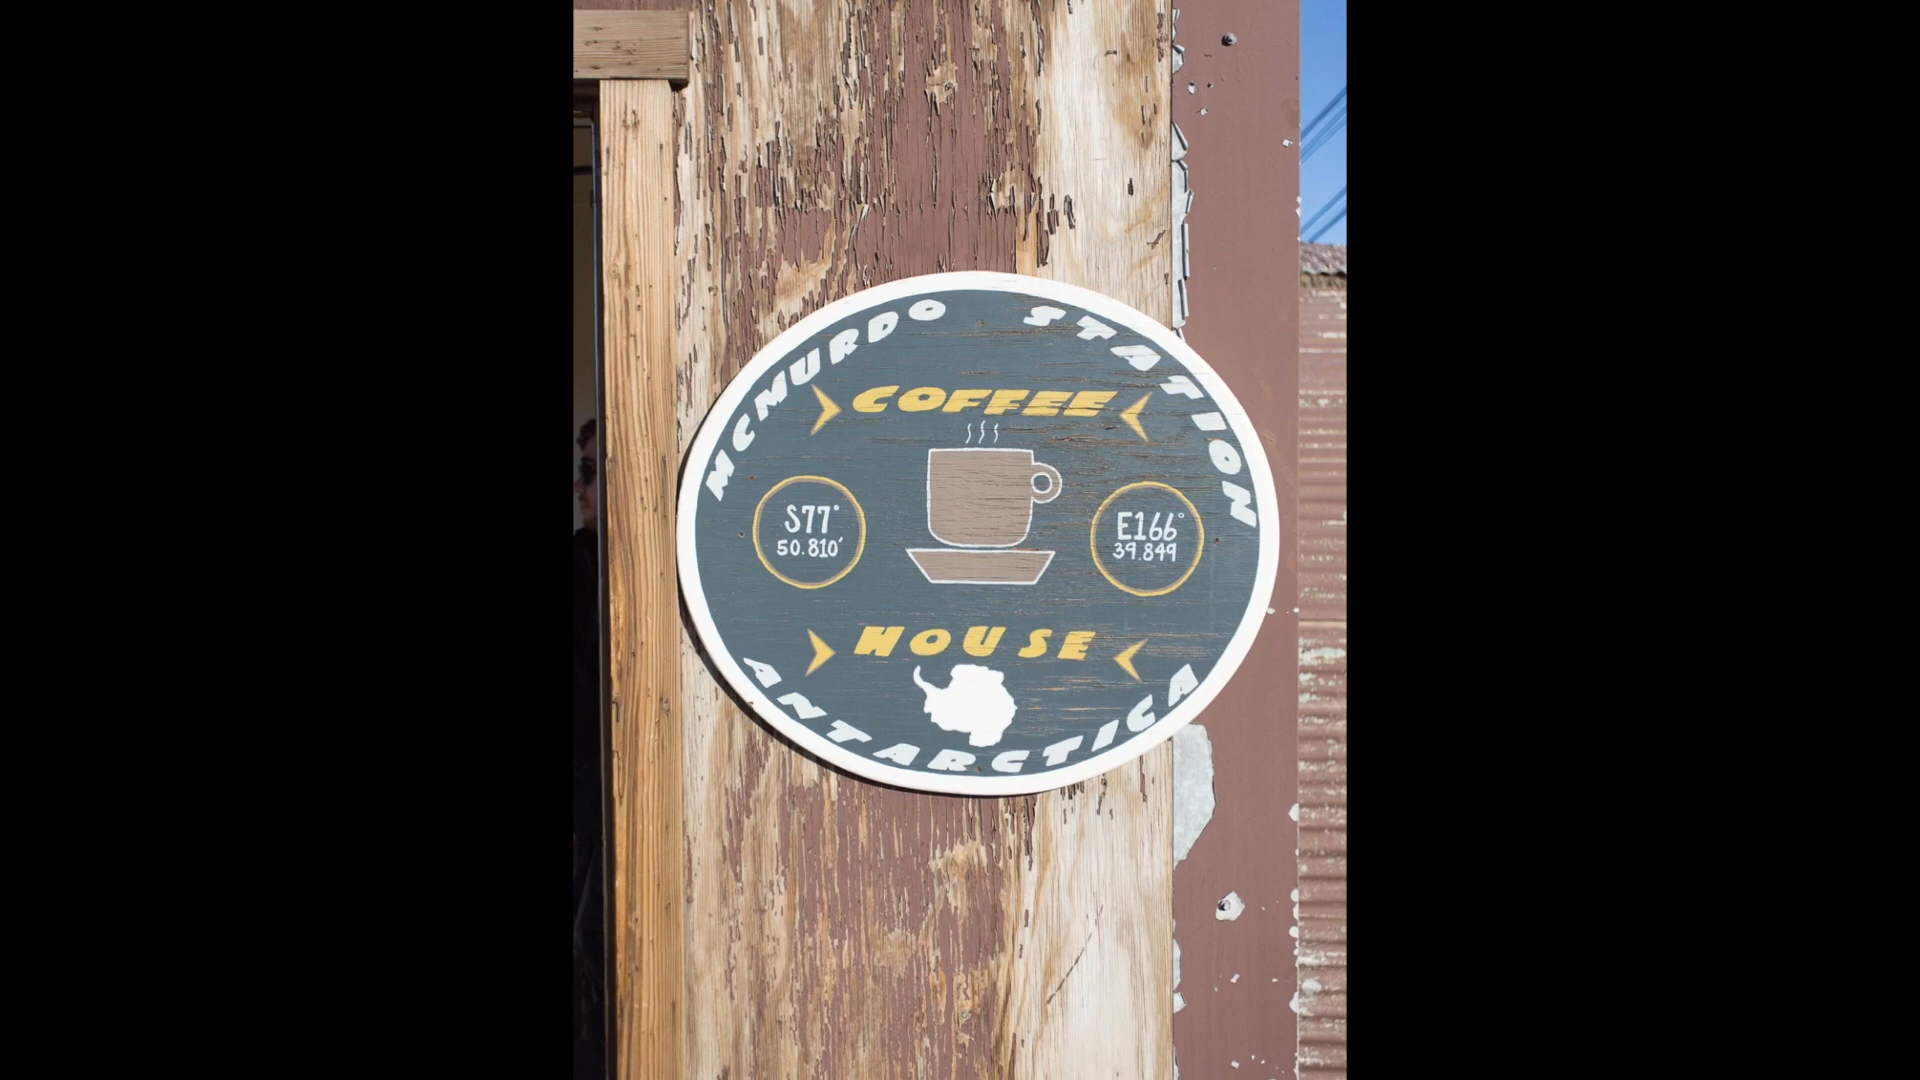 MCMURDO STATION
COFFEE
S77°
50.810'
E166°
39.849
HOUSE
ANTARCTICA